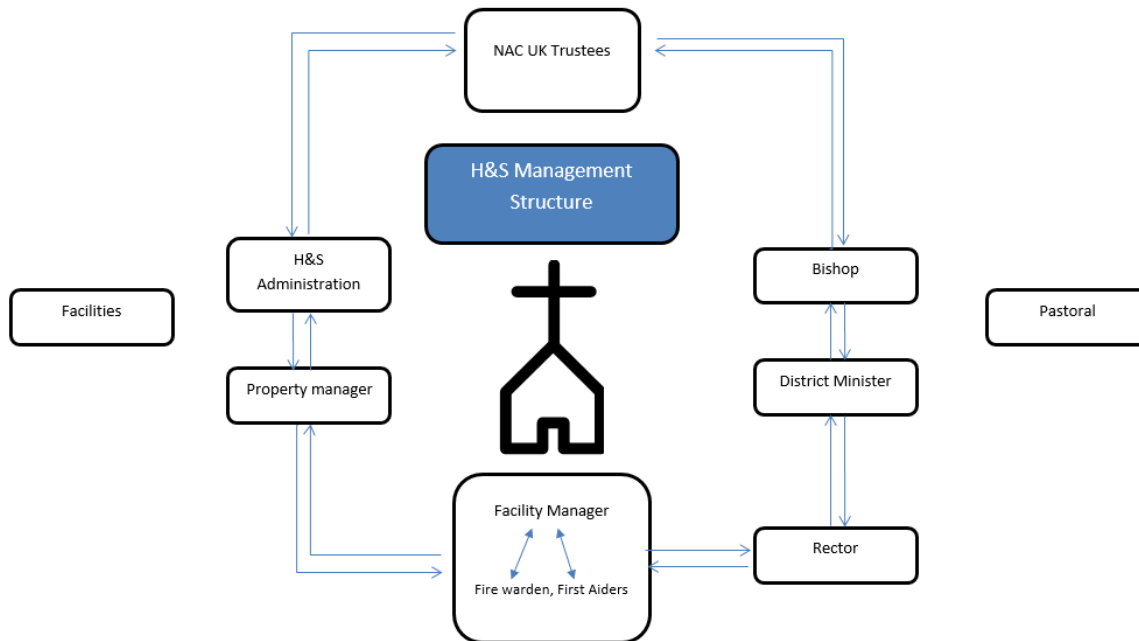 NAC UK Trustees
H&S Management
Structure
H&S
Administration
Bishop
Facilities
Pastoral
Property manager
District Minister
Facility Manager
Rector
Fire warden, First Aiders